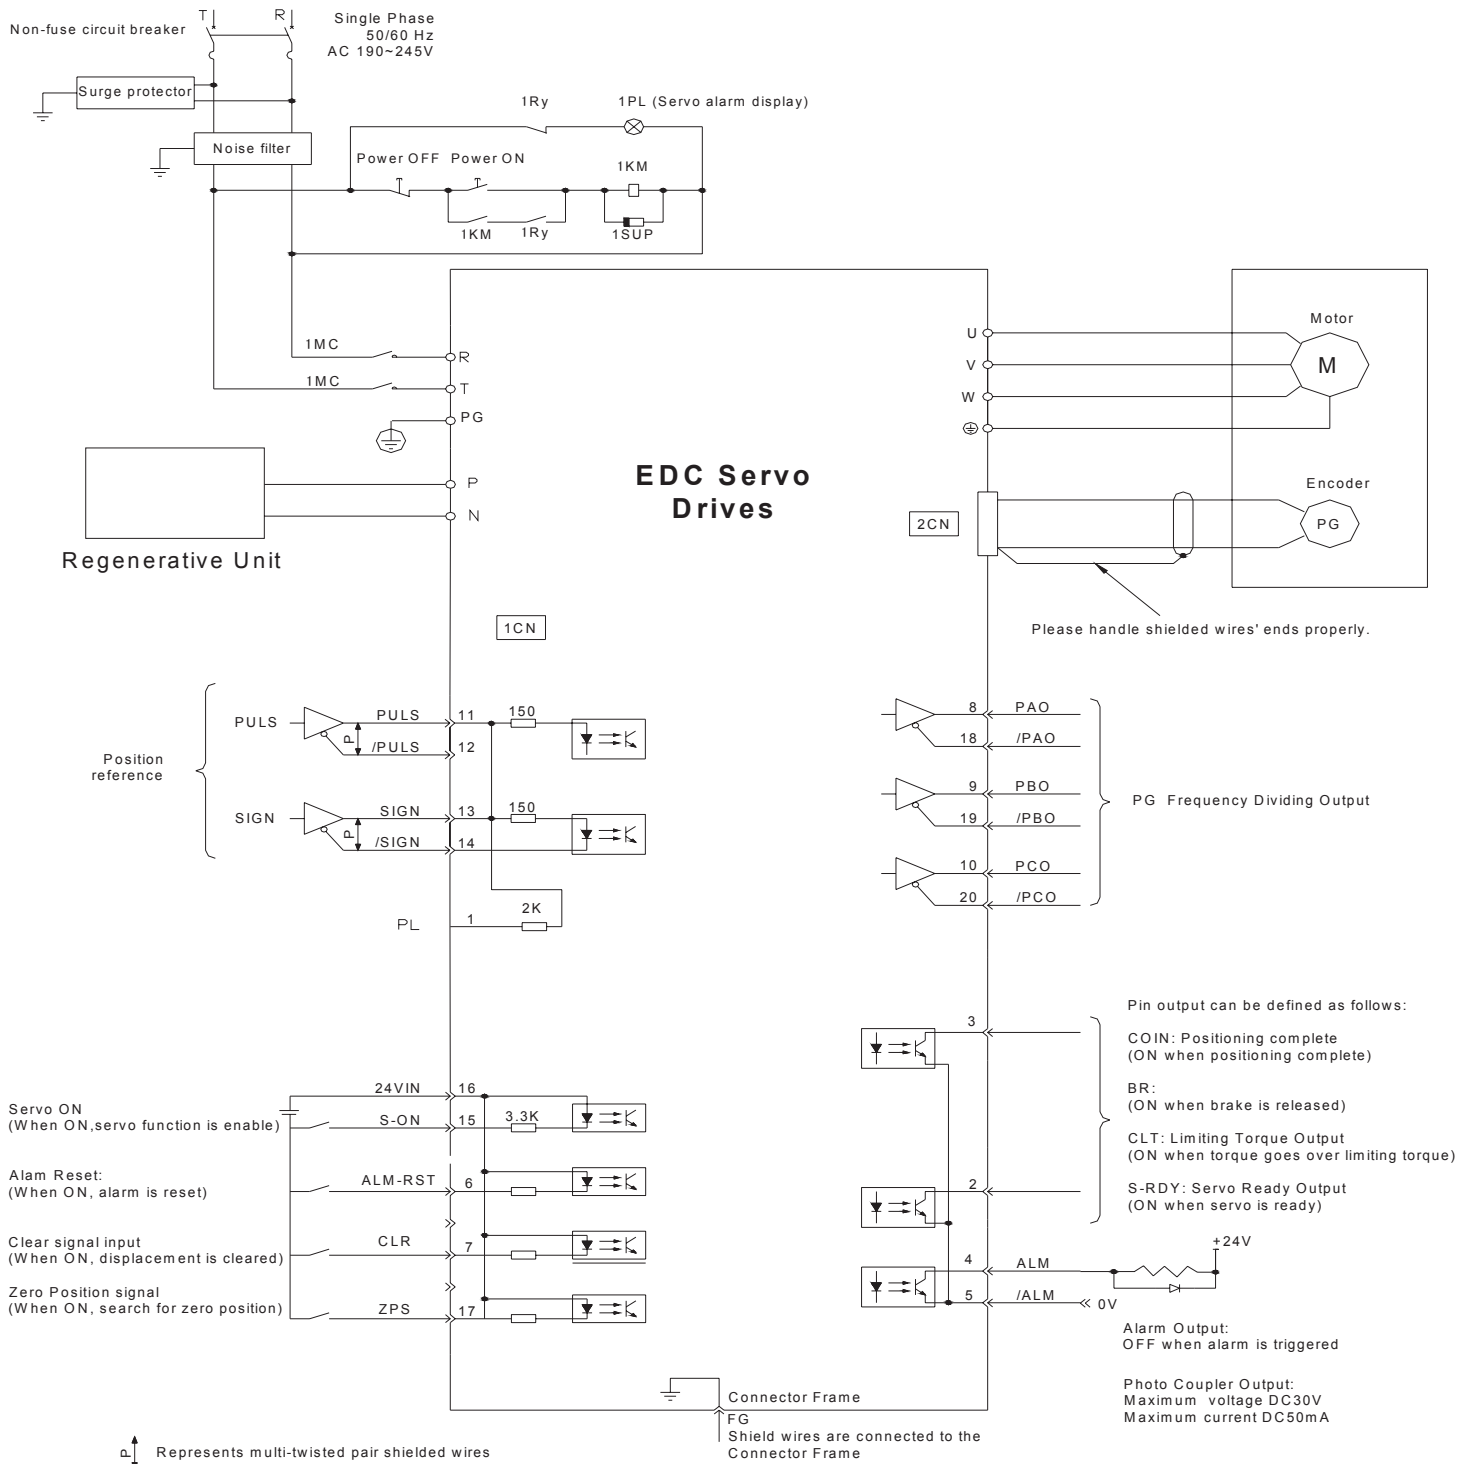 T
R
Non-fuse circuit breaker
Single Phase
50/60 Hz
AC 190~245V
Surge protector
Noise filter
1Ry
1PL (Servo alarm display)
Power OFF
Power ON
1KM
1KM
1Ry
1SUP
1MC
R
1MC
T
PG
P
N
Regenerative Unit
EDC Servo
Drives
U
V
W
Motor
M
Encoder
PG
2CN
Please handle shielded wires' ends properly.
1CN
Position
reference
PULS
P
PULS
11
150
/PULS
12
SIGN
P
SIGN
13
150
/SIGN
14
PL
1
2K
8
PAO
18
/PAO
9
PBO
19
/PBO
10
PCO
20
/PCO
PG Frequency Dividing Output
24VIN
16
Servo ON
(When ON,servo function is enable)
S-ON
15
3.3K
Alam Reset:
(When ON, alarm is reset)
ALM-RST
6
Clear signal input
(When ON, displacement is cleared)
CLR
7
Zero Position signal
(When ON, search for zero position)
ZPS
17
3
2
Pin output can be defined as follows:
COIN: Positioning complete
(ON when positioning complete)
BR:
(ON when brake is released)
CLT: Limiting Torque Output
(ON when torque goes over limiting torque)
S-RDY: Servo Ready Output
(ON when servo is ready)
4
ALM
+24V
5
/ALM
0V
Alarm Output:
OFF when alarm is triggered
Photo Coupler Output:
Maximum voltage DC30V
Maximum current DC50mA
Connector Frame
FG
Shield wires are connected to the
Connector Frame
P
Represents multi-twisted pair shielded wires